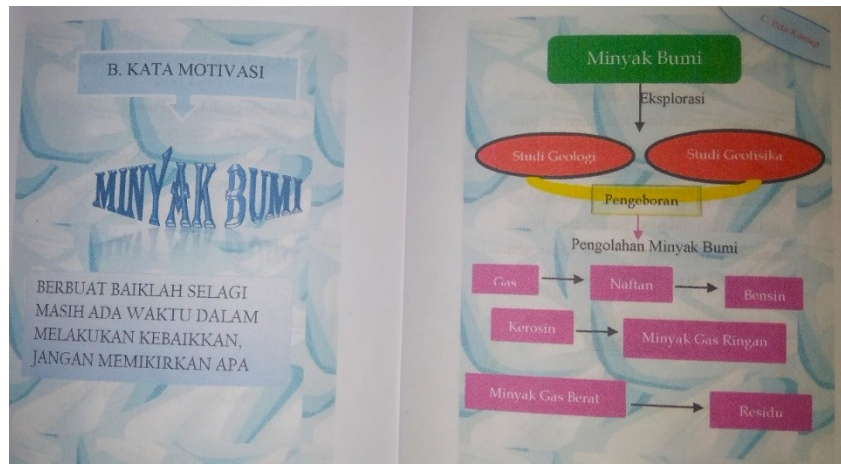 B. KATA MOTIVASI
MINYAK BUMI
BERBUAT BAIKLAH SELAGI
MASIH ADA WAKTU DALAM
MELAKUKAN KEBAIKKAN,
JANGAN MEMIKIRKAN APA
C. Peta Konsep
Minyak Bumi
Eksplorasi
Studi Geologi
Studi Geofisika
Pengeboran
Pengolahan Minyak Bumi
Gas
Naftan
Bensin
Kerosin
Minyak Gas Ringan
Minyak Gas Berat
Residu